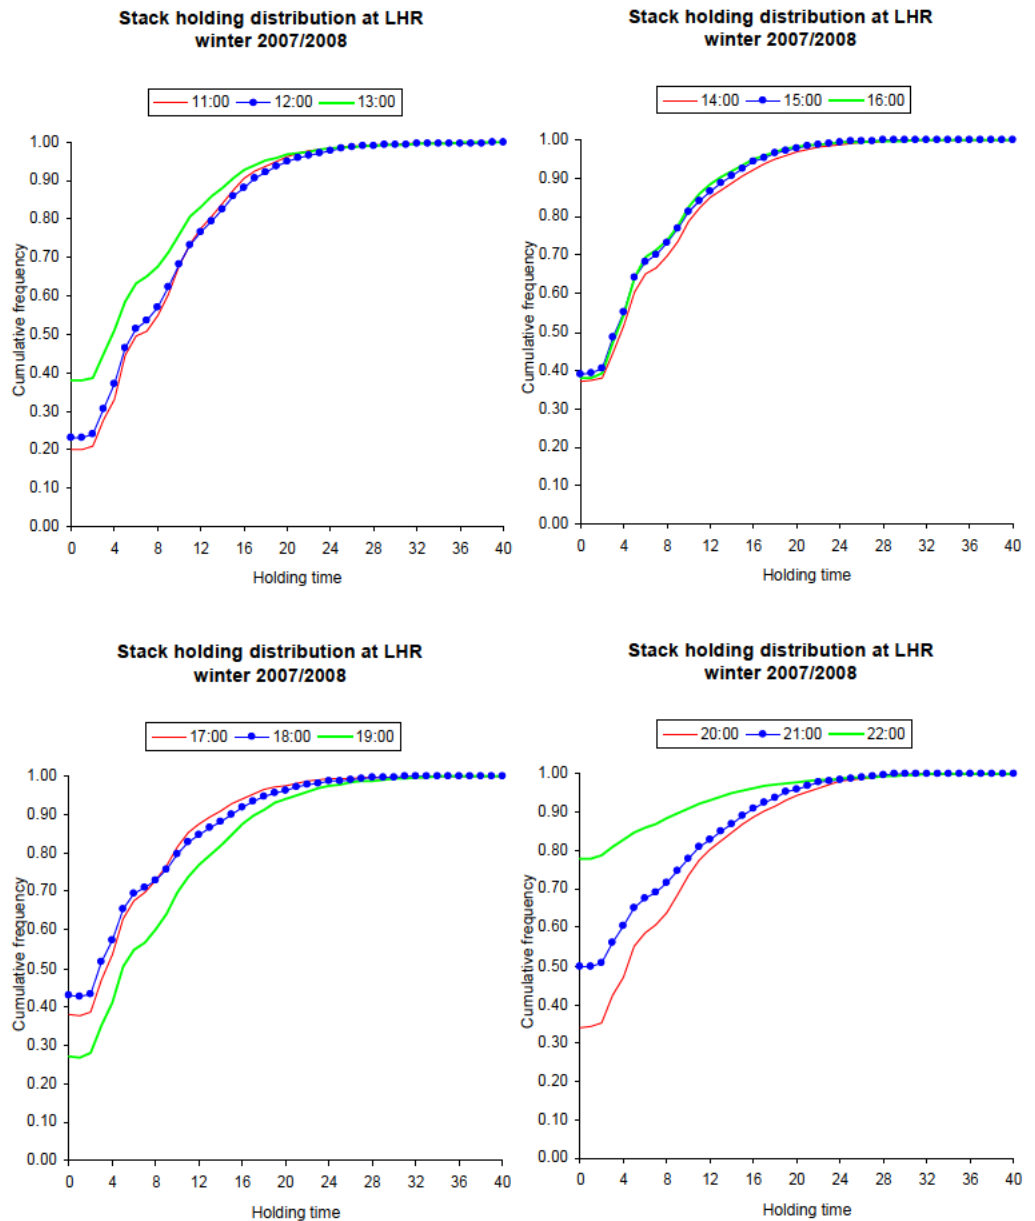 Stack holding distribution at LHR
winter 2007/2008
11:00 12:00 13:00
Cumulative frequency
1.00
0.90
0.80
0.70
0.60
0.50
0.40
0.30
0.20
0.10
0.00
0 4 8 12 16 20 24 28 32 36 40
Holding time
Stack holding distribution at LHR
winter 2007/2008
14:00 15:00 16:00
Cumulative frequency
1.00
0.90
0.80
0.70
0.60
0.50
0.40
0.30
0.20
0.10
0.00
0 4 8 12 16 20 24 28 32 36 40
Holding time
Stack holding distribution at LHR
winter 2007/2008
17:00 18:00 19:00
Cumulative frequency
1.00
0.90
0.80
0.70
0.60
0.50
0.40
0.30
0.20
0.10
0.00
0 4 8 12 16 20 24 28 32 36 40
Holding time
Stack holding distribution at LHR
winter 2007/2008
20:00 21:00 22:00
Cumulative frequency
1.00
0.90
0.80
0.70
0.60
0.50
0.40
0.30
0.20
0.10
0.00
0 4 8 12 16 20 24 28 32 36 40
Holding time